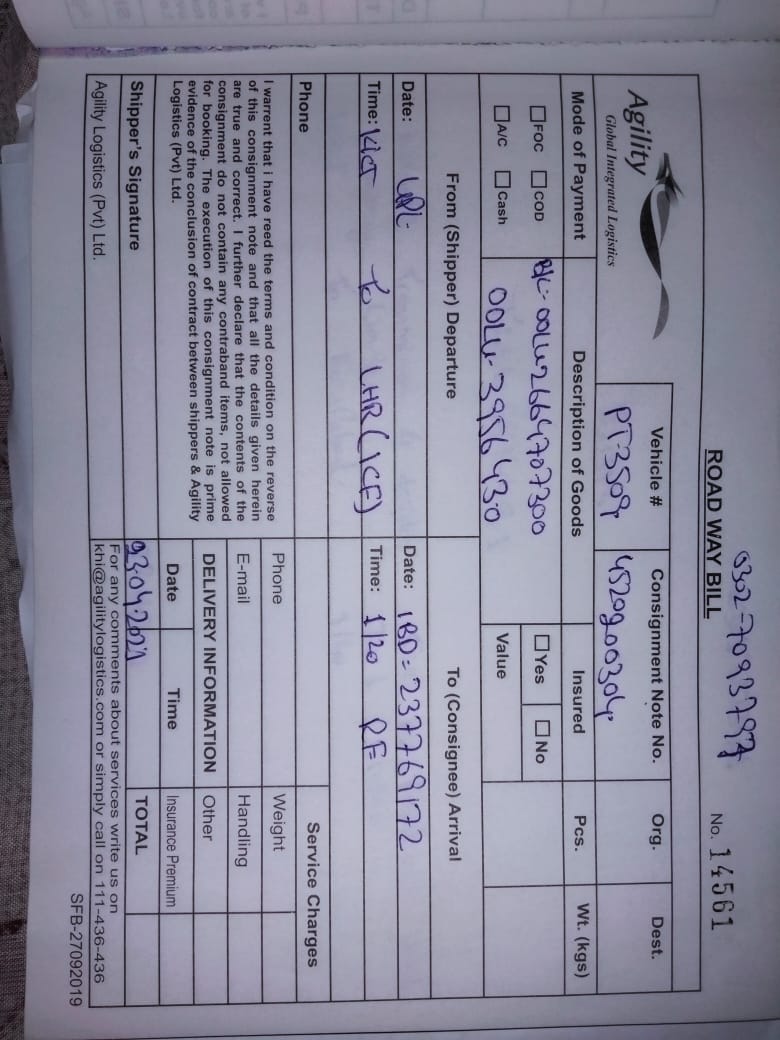 0302-7093797
ROAD WAY BILL
No. 14561
Agility
Global Integrated Logistics
Vehicle #
Consignment Note No.
Org.
Dest.
PT-3509
4520200304
Mode of Payment
Description of Goods
Insured
Pcs.
Wt. (kgs)
FOC COD
A/C Cash
B/L- OOLU2664707300
OOLU-3956430
Yes No
Value
From (Shipper) Departure
To (Consignee) Arrival
Date:
Date: IBD=237769172
Time: KICT To LHR (ICF)
Time: 1/20 RF
Phone
I warrent that i have reed the terms and condition on the reverse
of this consignment note and that all the details given herein
are true and correct. I further declare that the contents of the
consignment do not contain any contraband items, not allowed
for booking. The execution of this consignment note is prime
evidence of the conclusion of contract between shippers & Agility
Logistics (Pvt) Ltd.
Shipper's Signature
Agility Logistics (Pvt) Ltd.
Service Charges
Phone
Weight
E-mail
Handling
DELIVERY INFORMATION
Other
Date
Time
Insurance Premium
03.04.2021
TOTAL
For any comments about services write us on
khi@agilitylogistics.com or simply call on 111-436-436
SFB-27092019